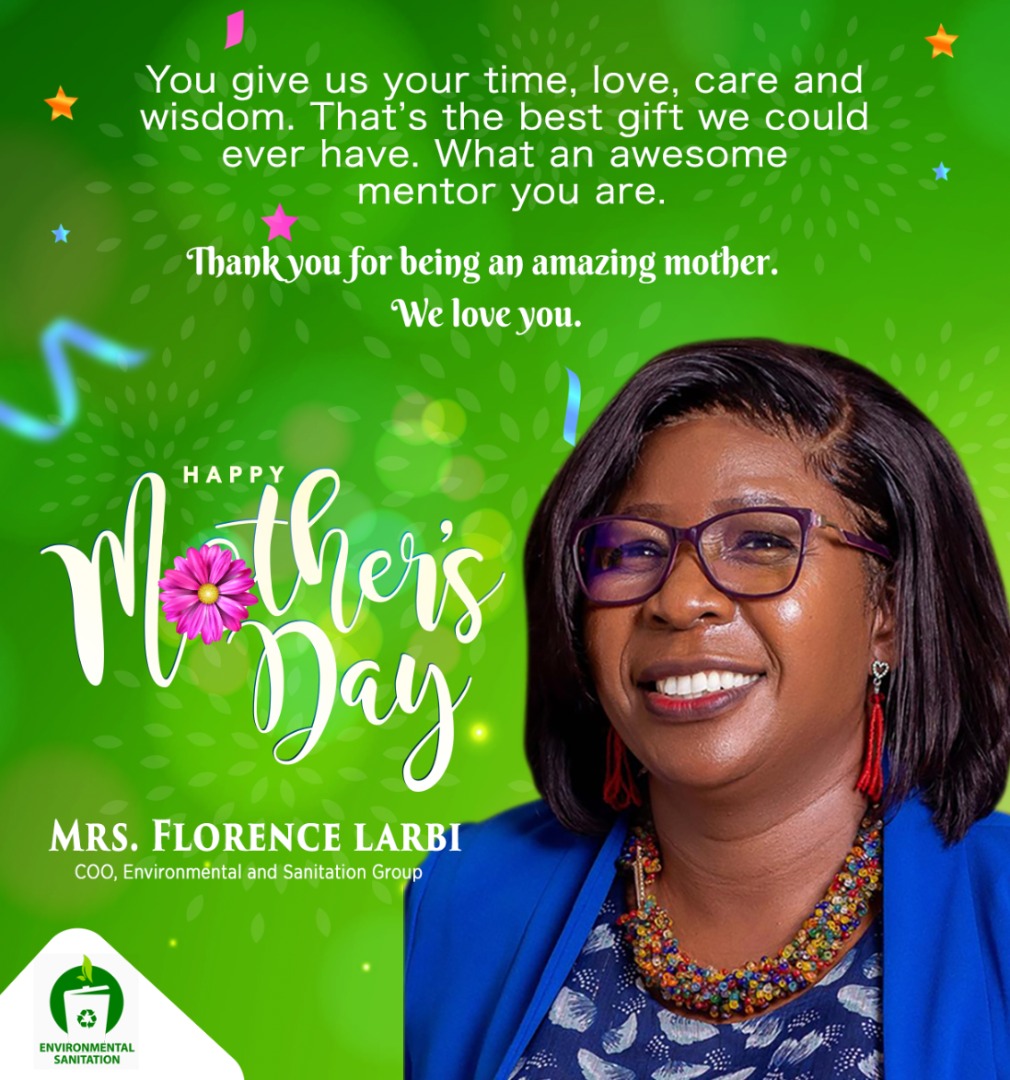 You give us your time, love, care and
wisdom. That's the best gift we could
ever have. What an awesome
mentor you are.
Thank you for being an amazing mother.
We love you.
HAPPY
Mother's
Day
MRS. FLORENCE LARBI
COO, Environmental and Sanitation Group
ENVIRONMENTAL
SANITATION